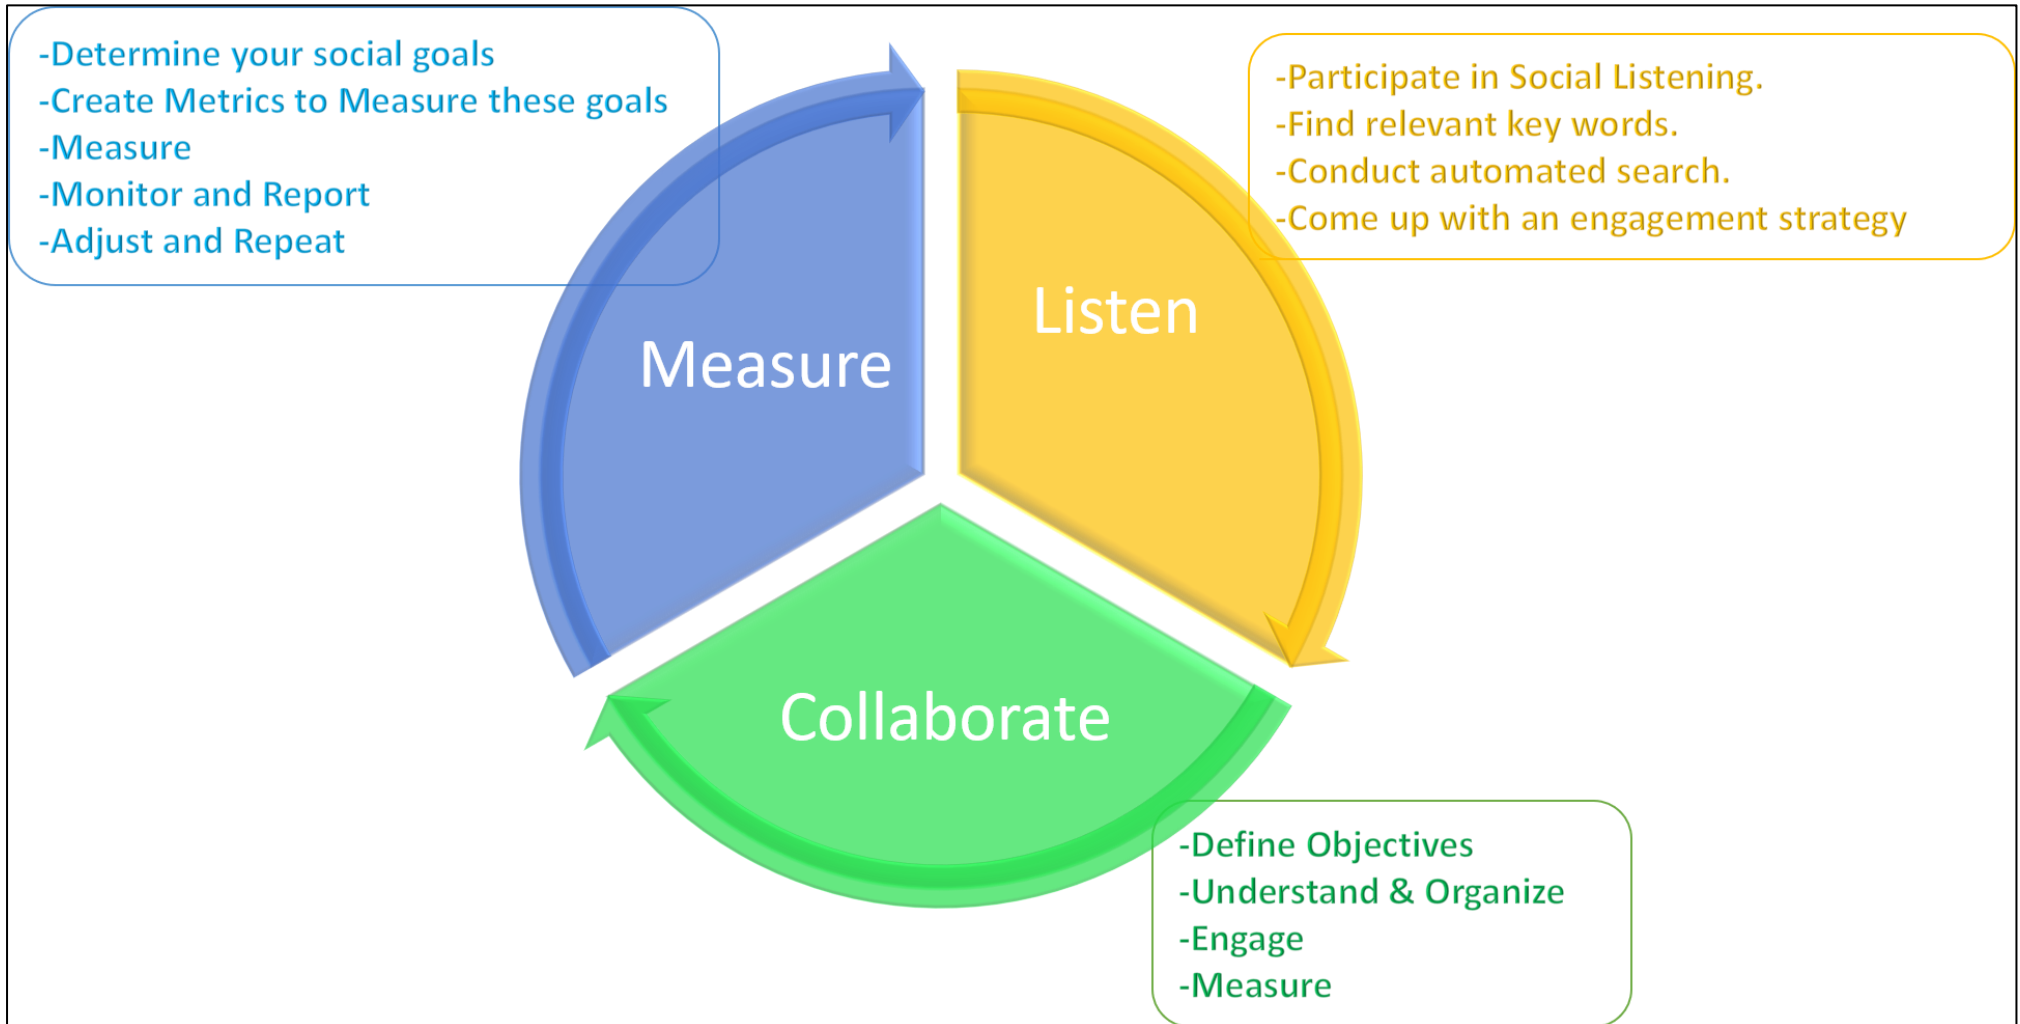 -Determine your social goals
-Create Metrics to Measure these goals
-Measure
-Monitor and Report
-Adjust and Repeat
-Participate in Social Listening.
-Find relevant key words.
-Conduct automated search.
-Come up with an engagement strategy
Listen
Measure
Collaborate
-Define Objectives
-Understand & Organize
-Engage
-Measure